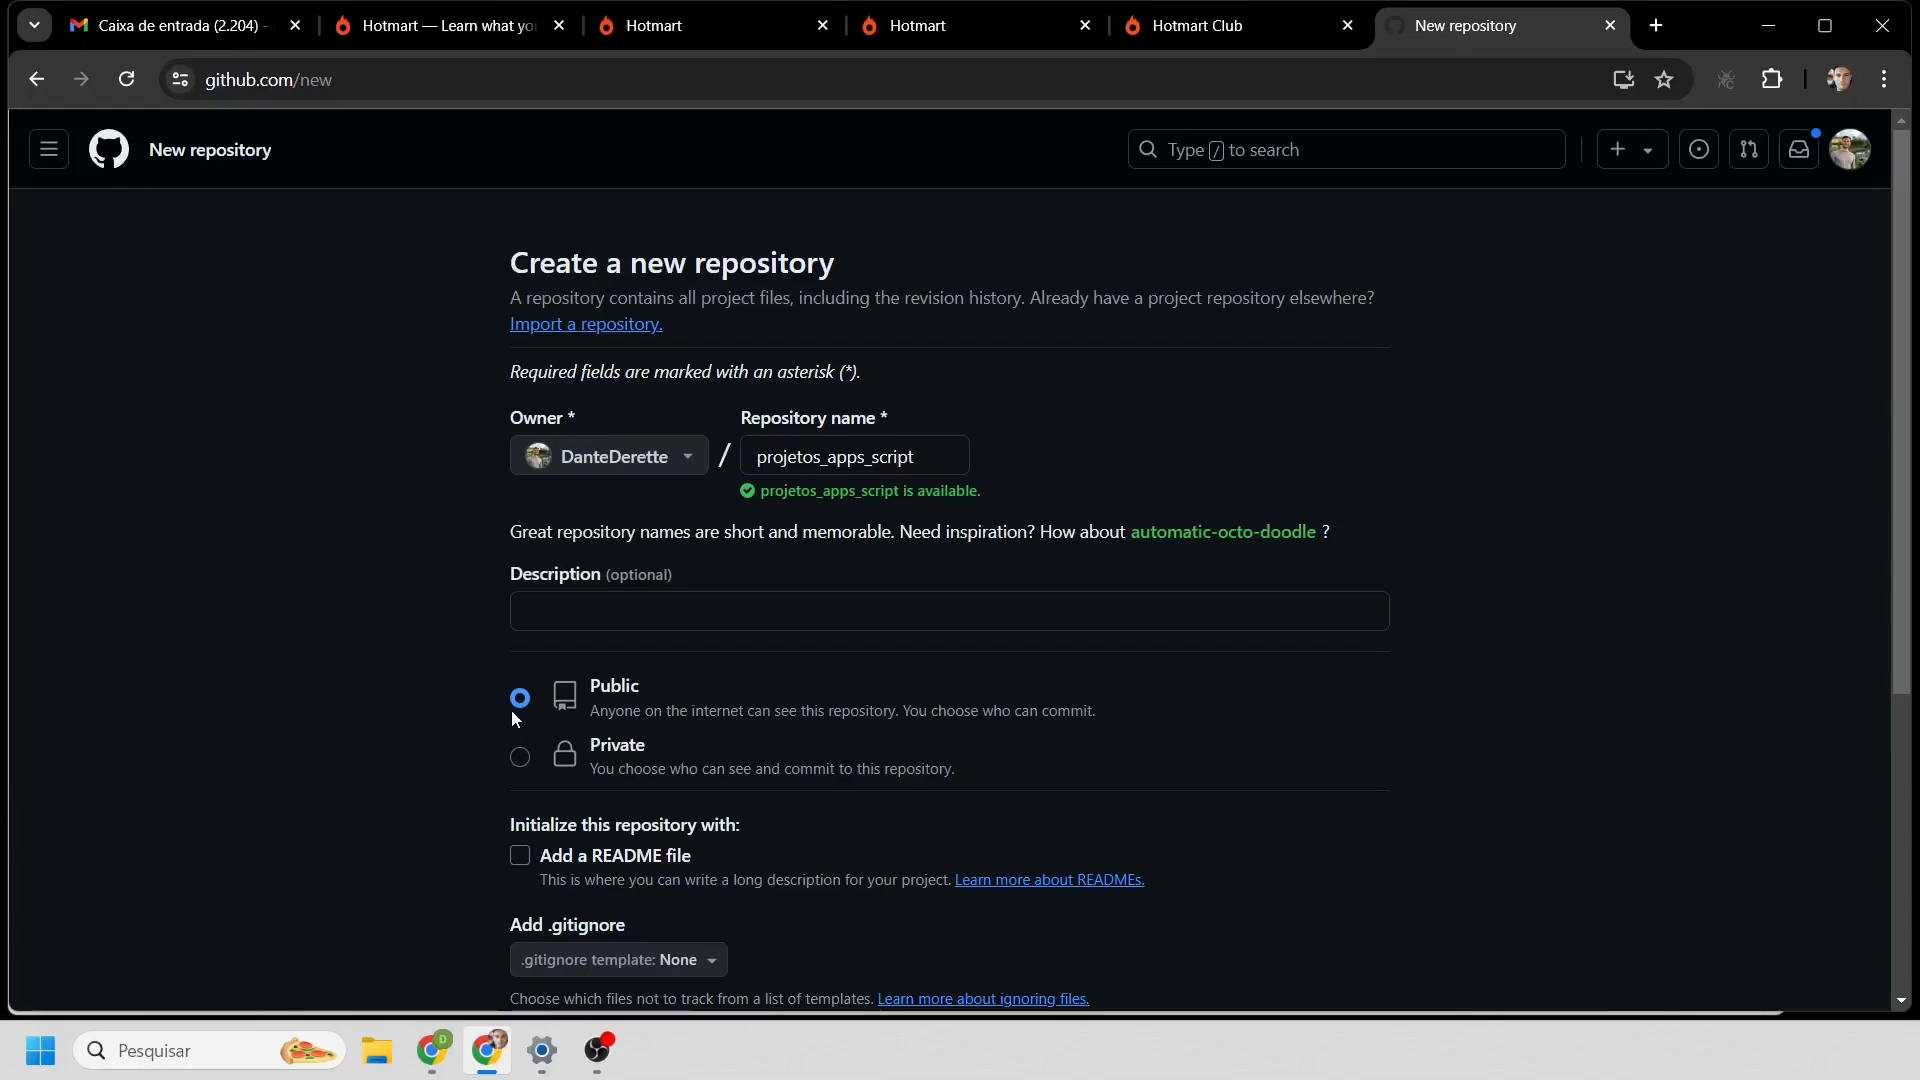 Caixa de entrada (2.204) -
Hotmart — Learn what yo
Hotmart
Hotmart
Hotmart Club
New repository
github.com/new
New repository
Type / to search
Create a new repository
A repository contains all project files, including the revision history. Already have a project repository elsewhere?
Import a repository.
Required fields are marked with an asterisk (*).
Owner *
Repository name *
DanteDerette
/
projetos_apps_script
projetos_apps_script is available.
Great repository names are short and memorable. Need inspiration? How about automatic-octo-doodle ?
Description (optional)
Public
Anyone on the internet can see this repository. You choose who can commit.
Private
You choose who can see and commit to this repository.
Initialize this repository with:
Add a README file
This is where you can write a long description for your project. Learn more about READMEs.
Add .gitignore
.gitignore template: None
Choose which files not to track from a list of templates. Learn more about ignoring files.
Pesquisar
D